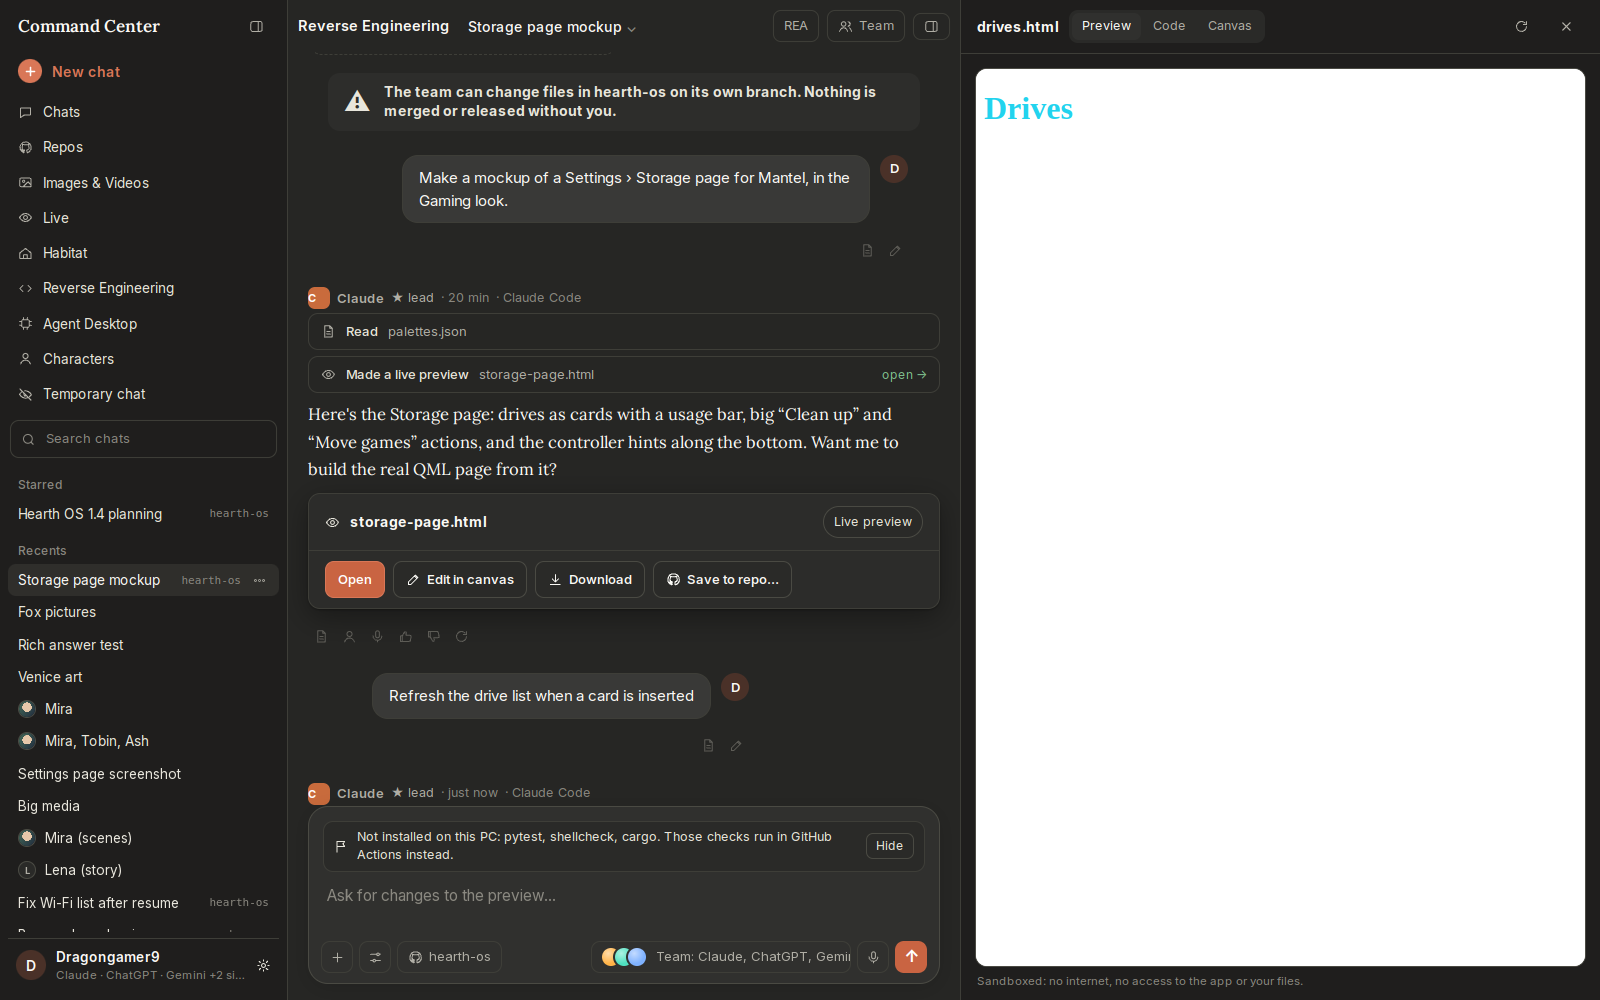 Command Center
New chat
Chats
Repos
Images & Videos
Live
Habitat
Reverse Engineering
Agent Desktop
Characters
Temporary chat
Search chats
Starred
Hearth OS 1.4 planning hearth-os
Recents
Storage page mockup hearth-os
Fox pictures
Rich answer test
Venice art
Mira
Mira, Tobin, Ash
Settings page screenshot
Big media
Mira (scenes)
L Lena (story)
Fix Wi-Fi list after resume hearth-os
D Dragongamer9
Claude · ChatGPT · Gemini +2 si...
Reverse Engineering Storage page mockup
REA Team
The team can change files in hearth-os on its own branch. Nothing is
merged or released without you.
Make a mockup of a Settings › Storage page for Mantel, in the
Gaming look.
D
C Claude ★ lead · 20 min · Claude Code
Read palettes.json
Made a live preview storage-page.html open →
Here's the Storage page: drives as cards with a usage bar, big “Clean up” and
“Move games” actions, and the controller hints along the bottom. Want me to
build the real QML page from it?
storage-page.html Live preview
Open Edit in canvas Download Save to repo...
Refresh the drive list when a card is inserted
D
C Claude ★ lead · just now · Claude Code
Not installed on this PC: pytest, shellcheck, cargo. Those checks run in GitHub
Actions instead.
Hide
Ask for changes to the preview...
hearth-os Team: Claude, ChatGPT, Gemi
drives.html Preview Code Canvas
Drives
Sandboxed: no internet, no access to the app or your files.